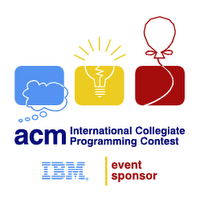 acm International Collegiate
Programming Contest
IBM® event
sponsor